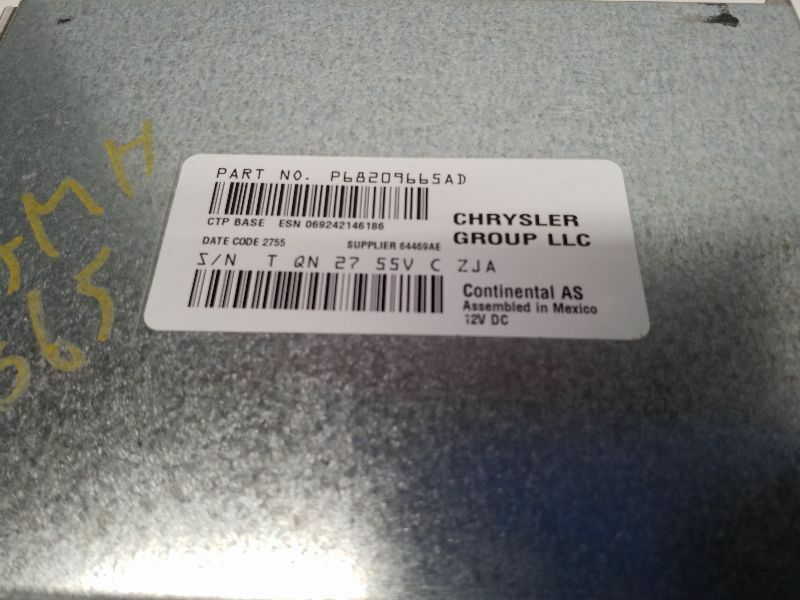 PART NO. P68209665AD
CTP BASE ESN 069242146186
CHRYSLER
GROUP LLC
DATE CODE 2755 SUPPLIER 64469AE
S/N T QN 27 55V C ZJA
Continental AS
Assembled in Mexico
12V DC
565